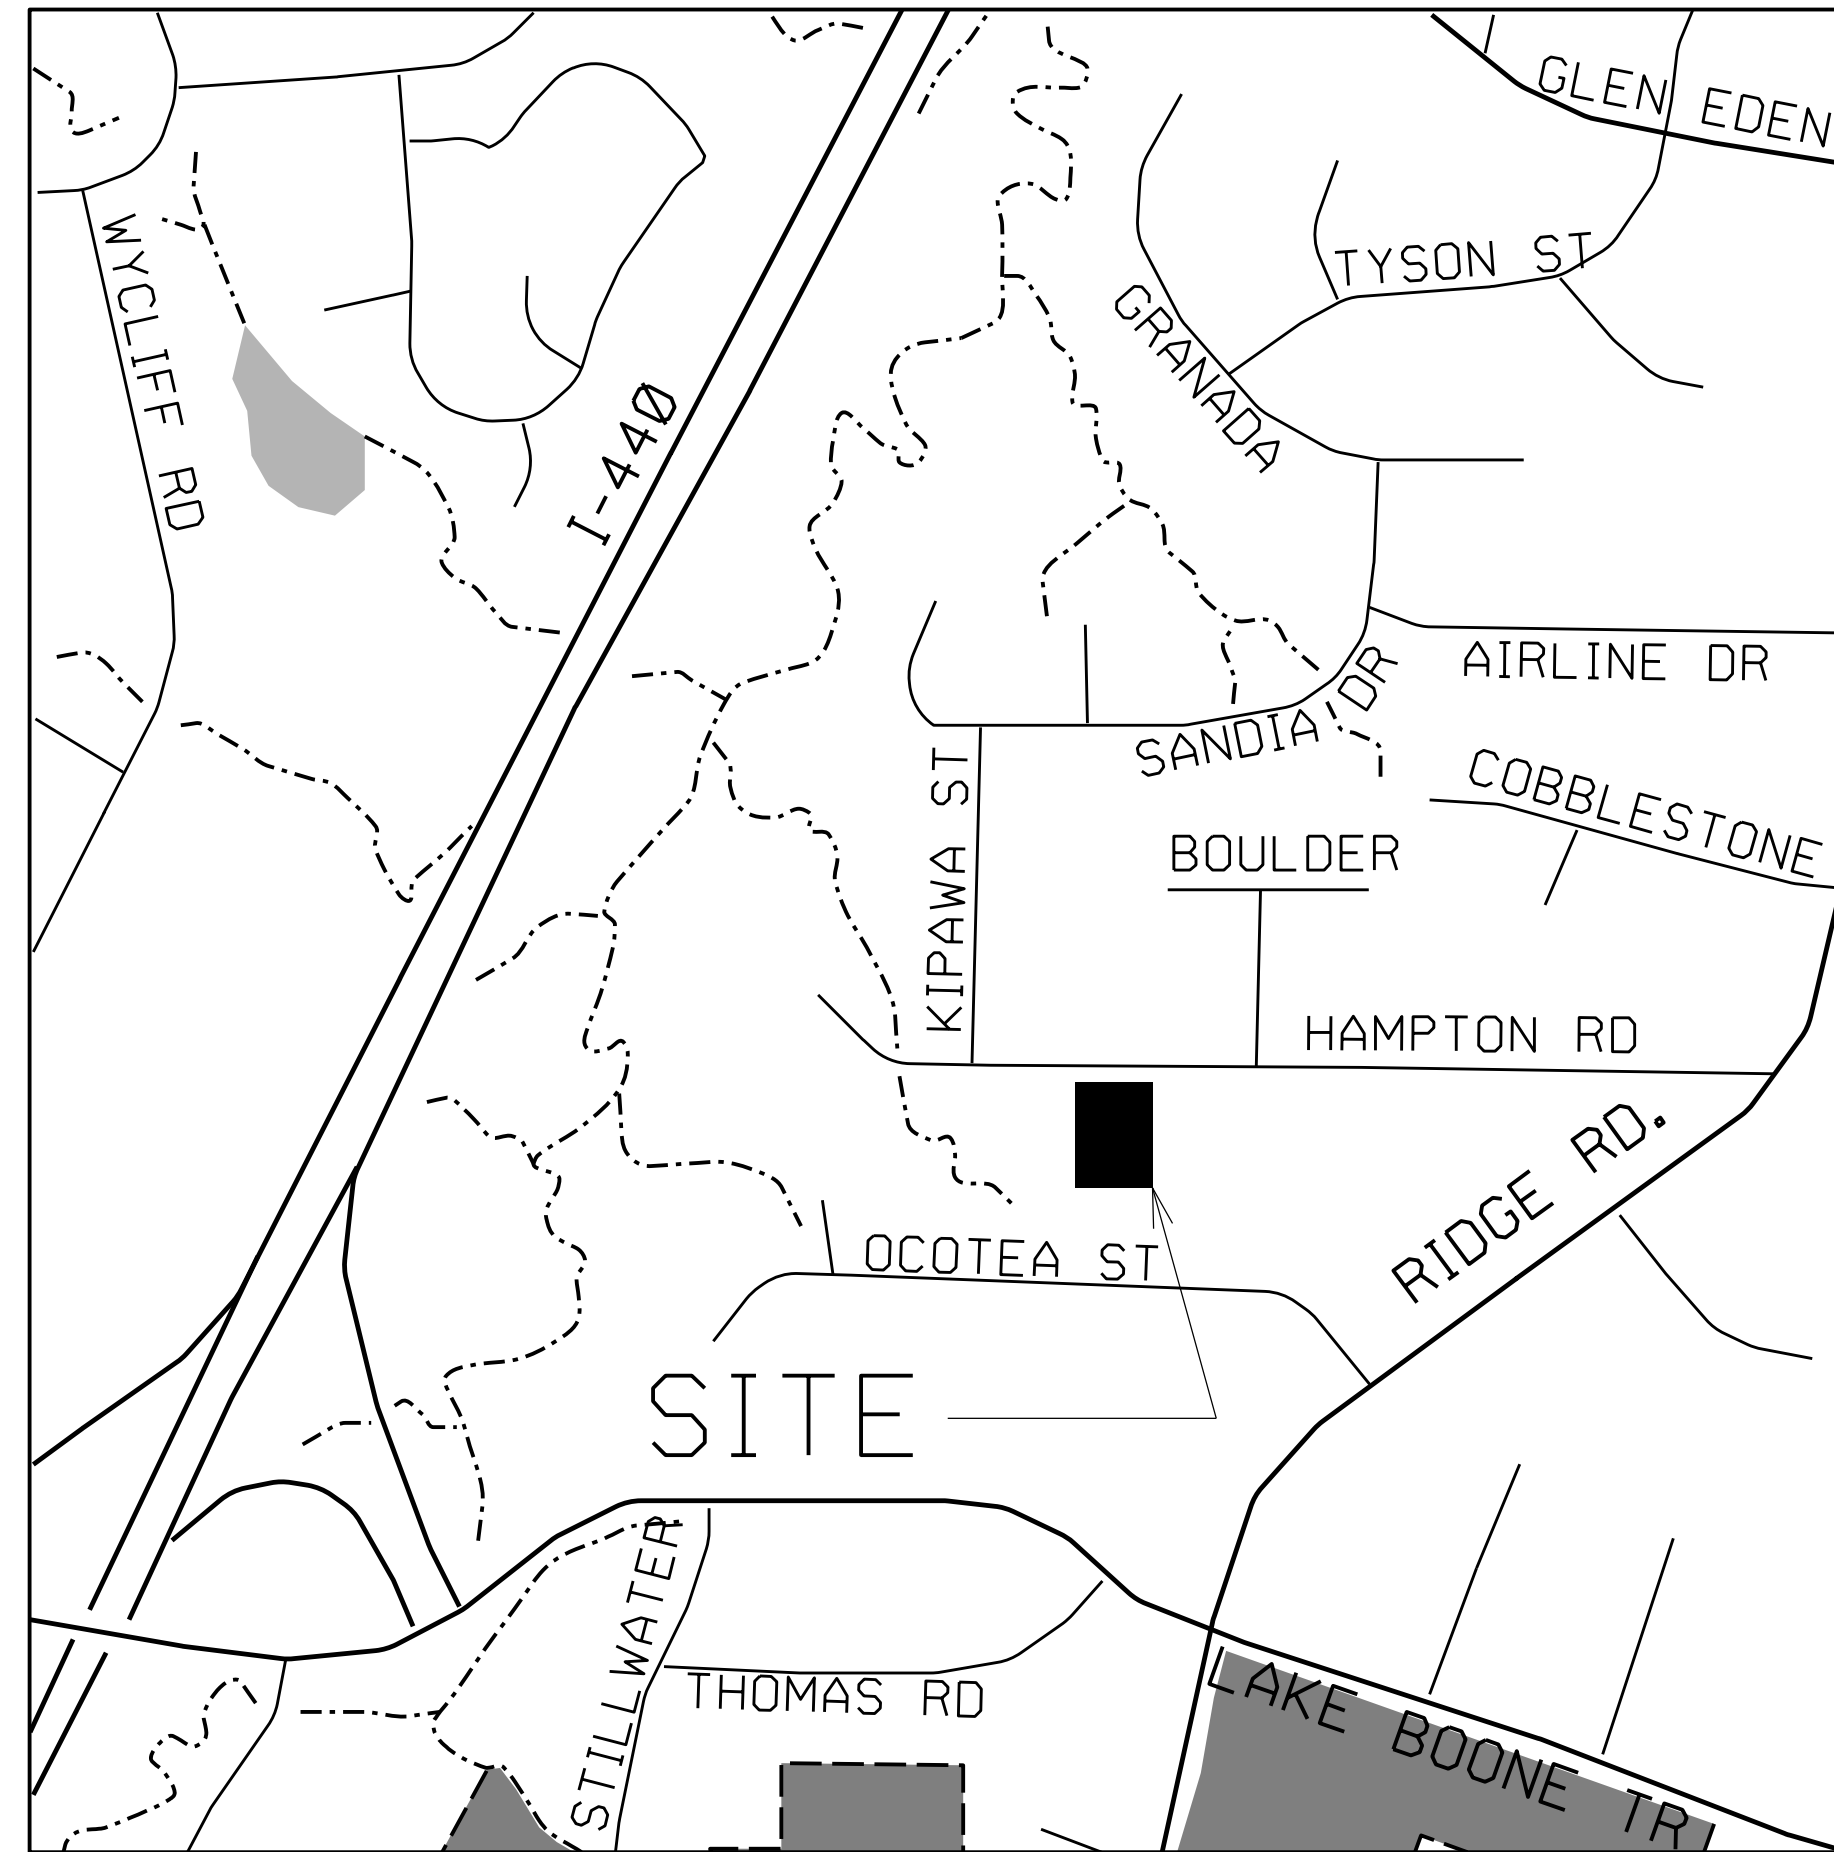 GLEN EDEN
WYCLIFF RD
TYSON ST
GRANADA
I-440
AIRLINE DR
SANDIA DR
KIPAWA ST
COBBLESTONE
BOULDER
HAMPTON RD
RIDGE RD.
OCOTEA ST
SITE
STILLWATER
THOMAS RD
LAKE BOONE TR